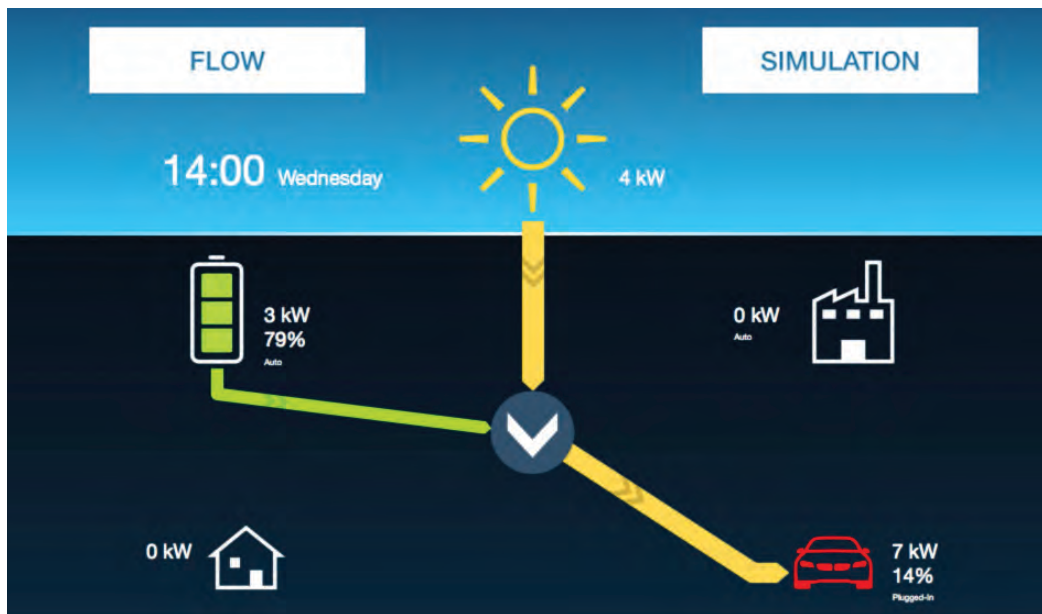 FLOW
SIMULATION
14:00 Wednesday
4 kW
3 kW
79%
Auto
0 kW
Auto
0 kW
7 kW
14%
Plugged-In